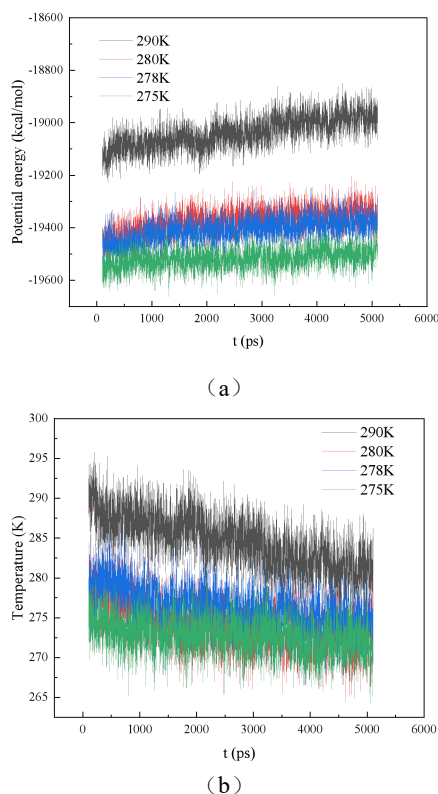 -18600
-18800
-19000
-19200
-19400
-19600
Potential energy (kcal/mol)
290K
280K
278K
275K
0 1000 2000 3000 4000 5000 6000
t (ps)
（a）
300
295
290
285
280
275
270
265
Temperature (K)
290K
280K
278K
275K
0 1000 2000 3000 4000 5000 6000
t (ps)
（b）